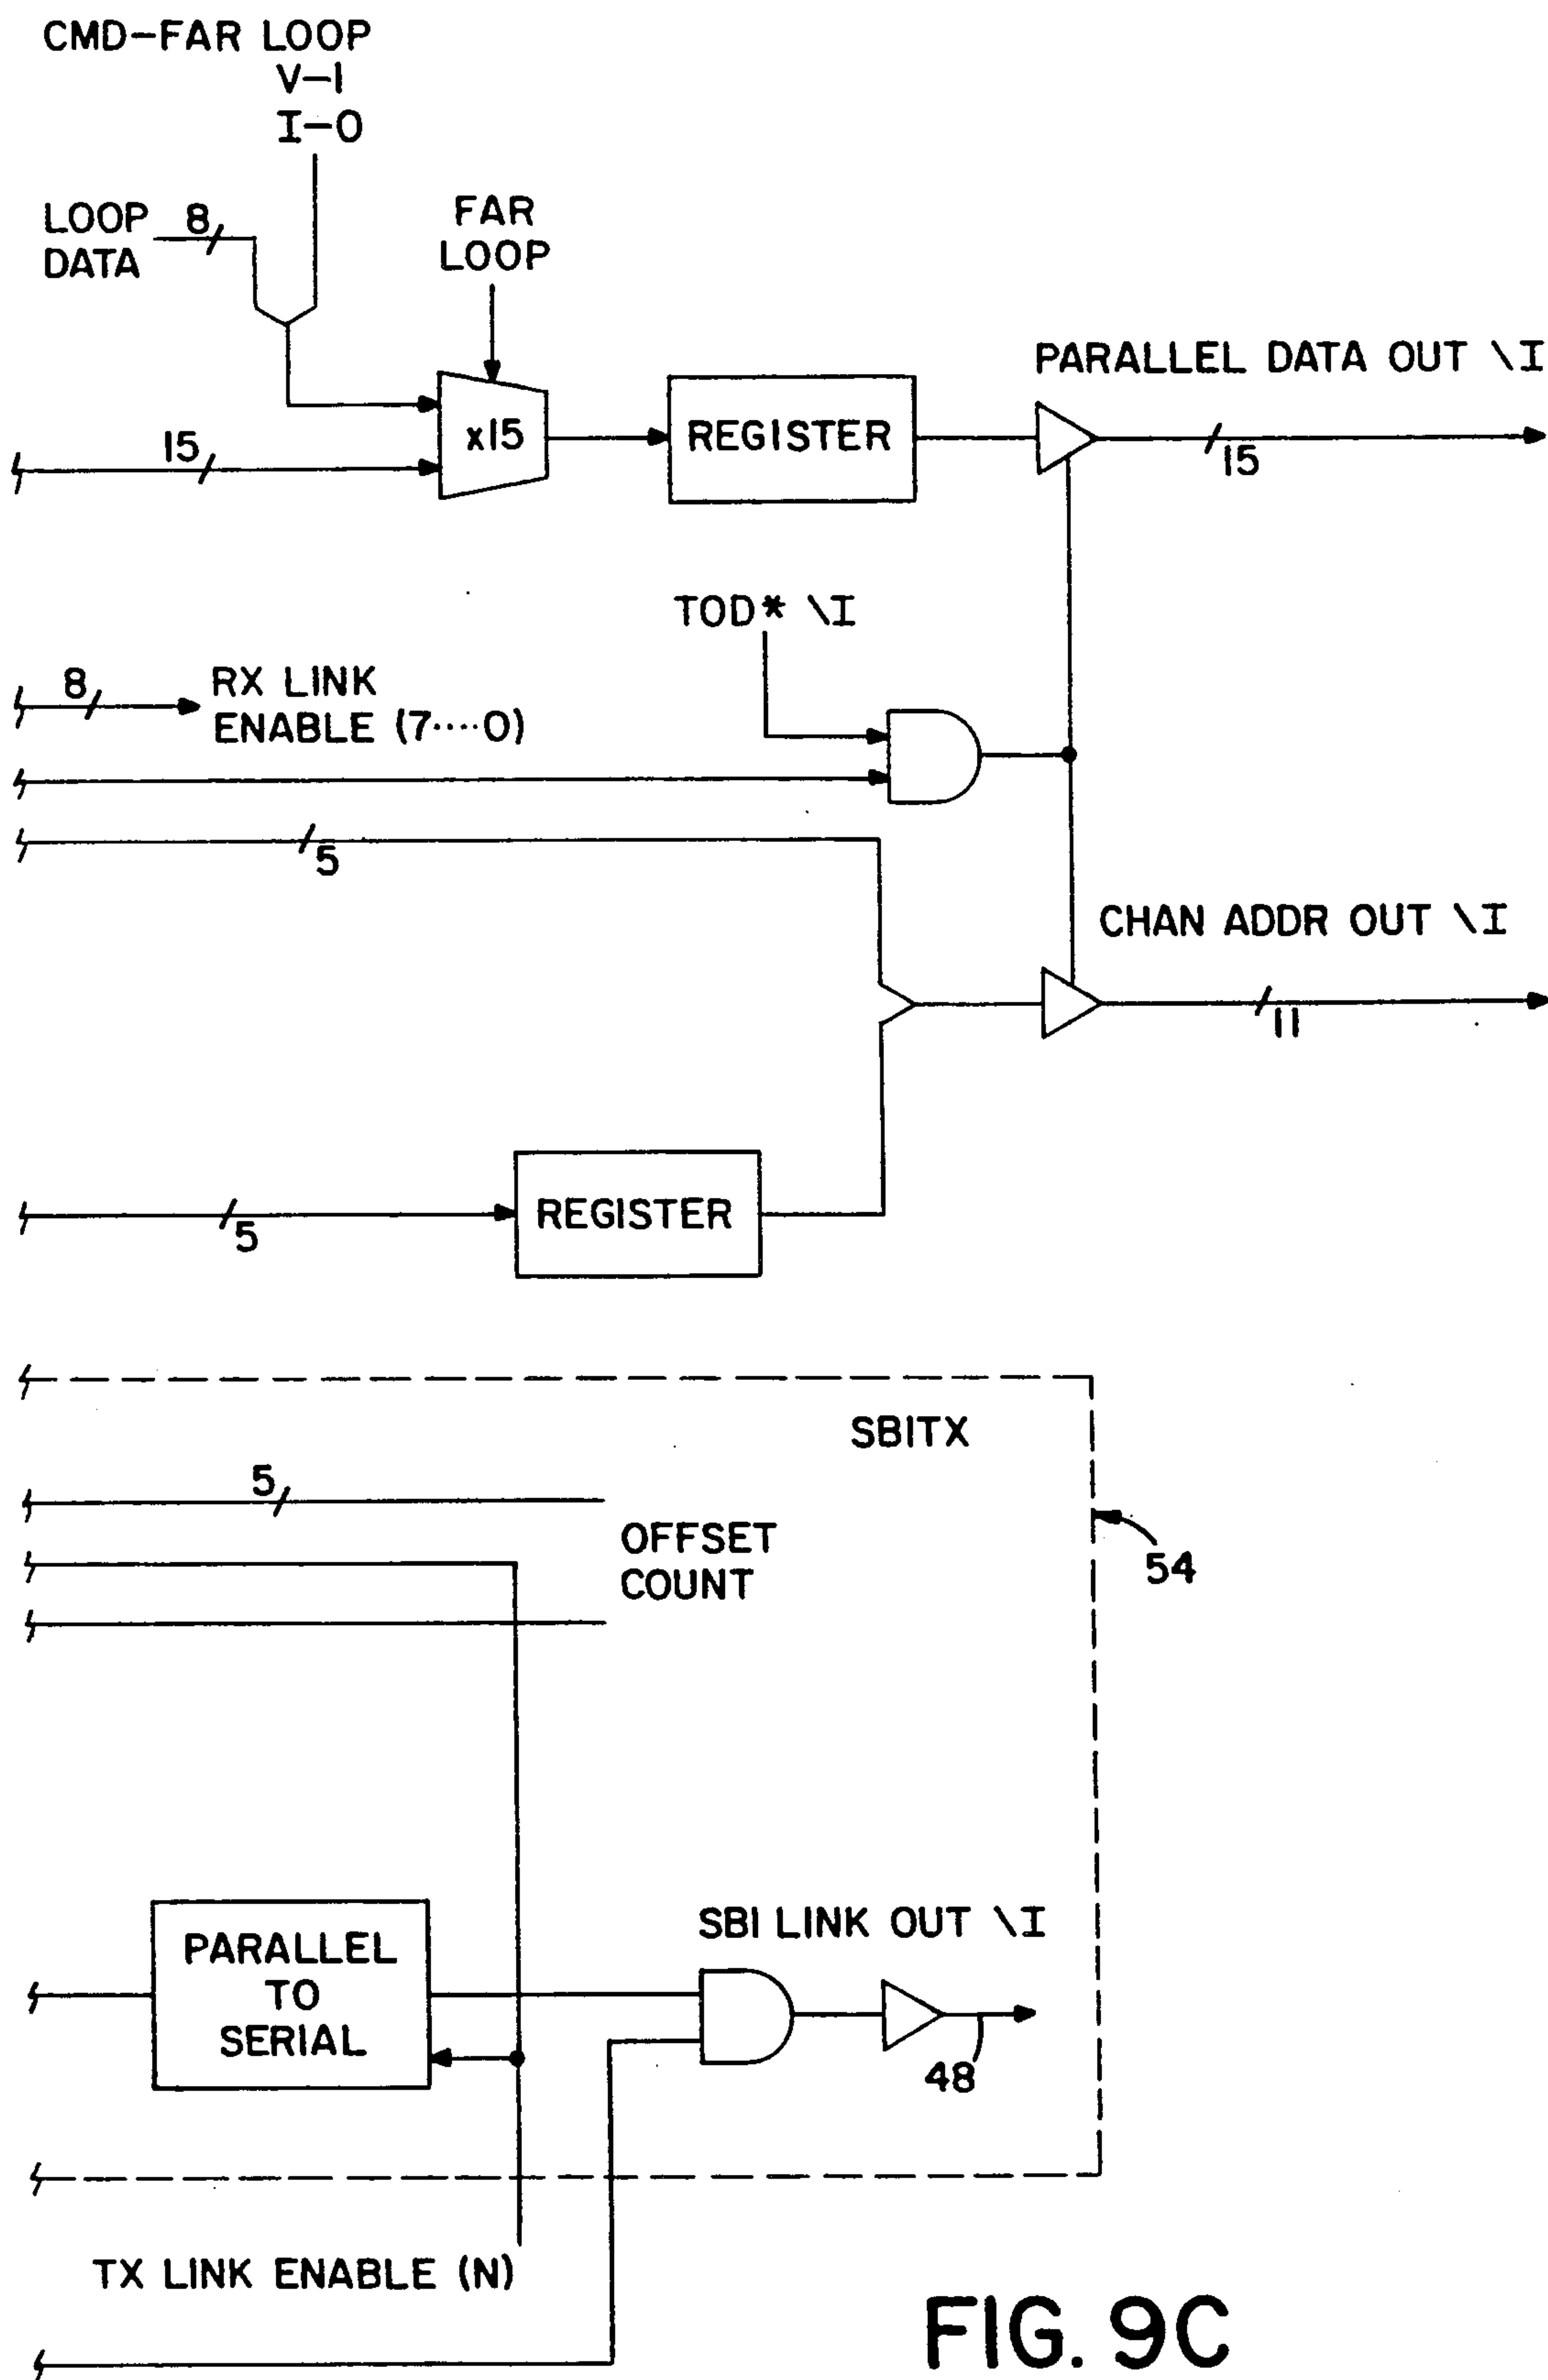 CMD-FAR LOOP
V-1
I-0
LOOP
DATA
8
FAR
LOOP
PARALLEL DATA OUT \I
15
x15
REGISTER
15
TOD* \I
8
RX LINK
ENABLE (7····0)
5
CHAN ADDR OUT \I
11
5
REGISTER
SBITX
5
OFFSET
COUNT
54
SBI LINK OUT \I
PARALLEL
TO
SERIAL
48
TX LINK ENABLE (N)
FIG. 9C